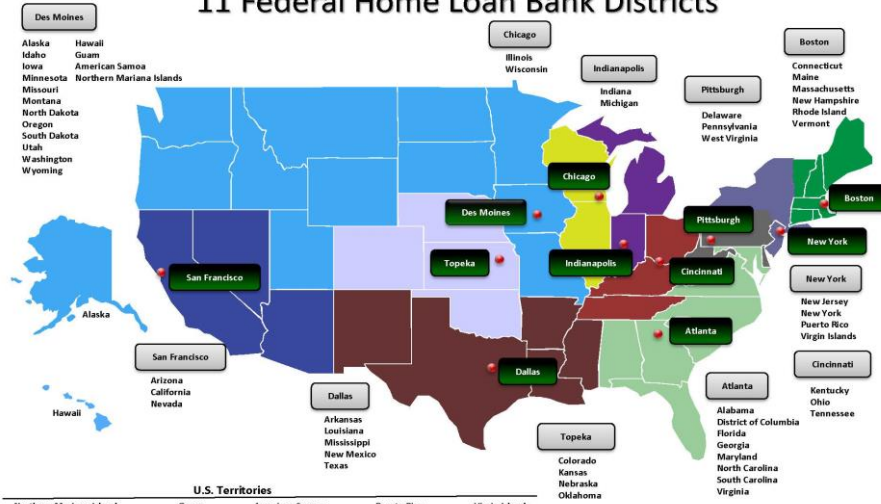 11 Federal Home Loan Bank Districts
Des Moines
Alaska
Idaho
Iowa
Minnesota
Missouri
Montana
North Dakota
Oregon
South Dakota
Utah
Washington
Wyoming
Hawaii
Guam
American Samoa
Northern Mariana Islands
Chicago
Illinois
Wisconsin
Indianapolis
Indiana
Michigan
Pittsburgh
Delaware
Pennsylvania
West Virginia
Boston
Connecticut
Maine
Massachusetts
New Hampshire
Rhode Island
Vermont
Chicago
Des Moines
Boston
Pittsburgh
New York
Topeka
Indianapolis
Cincinnati
San Francisco
Atlanta
Dallas
Alaska
Hawaii
New York
New Jersey
New York
Puerto Rico
Virgin Islands
San Francisco
Arizona
California
Nevada
Cincinnati
Kentucky
Ohio
Tennessee
Dallas
Arkansas
Louisiana
Mississippi
New Mexico
Texas
Atlanta
Alabama
District of Columbia
Florida
Georgia
Maryland
North Carolina
South Carolina
Virginia
Topeka
Colorado
Kansas
Nebraska
Oklahoma
U.S. Territories